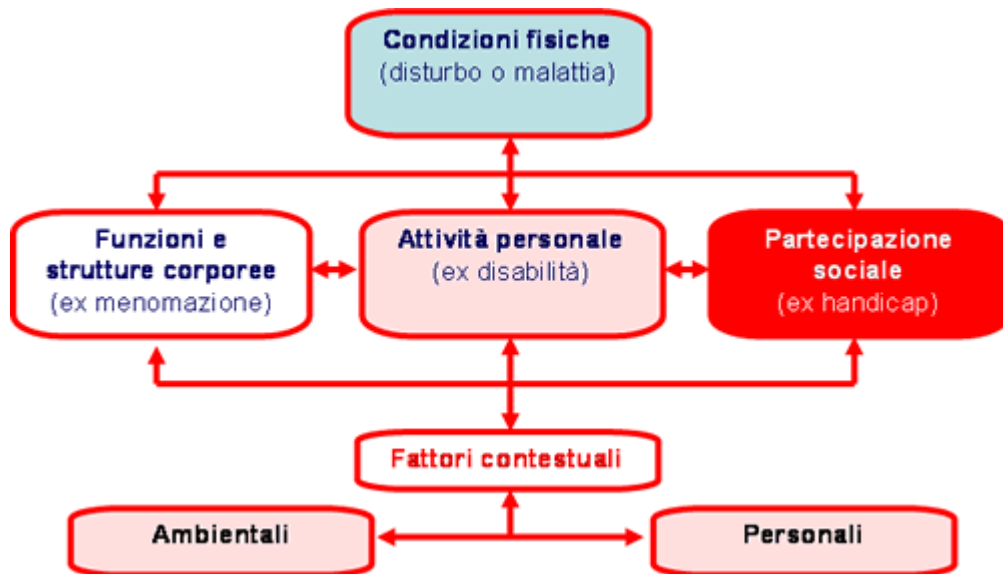 Condizioni fisiche
(disturbo o malattia)
Funzioni e
strutture corporee
(ex menomazione)
Attività personale
(ex disabilità)
Partecipazione
sociale
(ex handicap)
Fattori contestuali
Ambientali
Personali